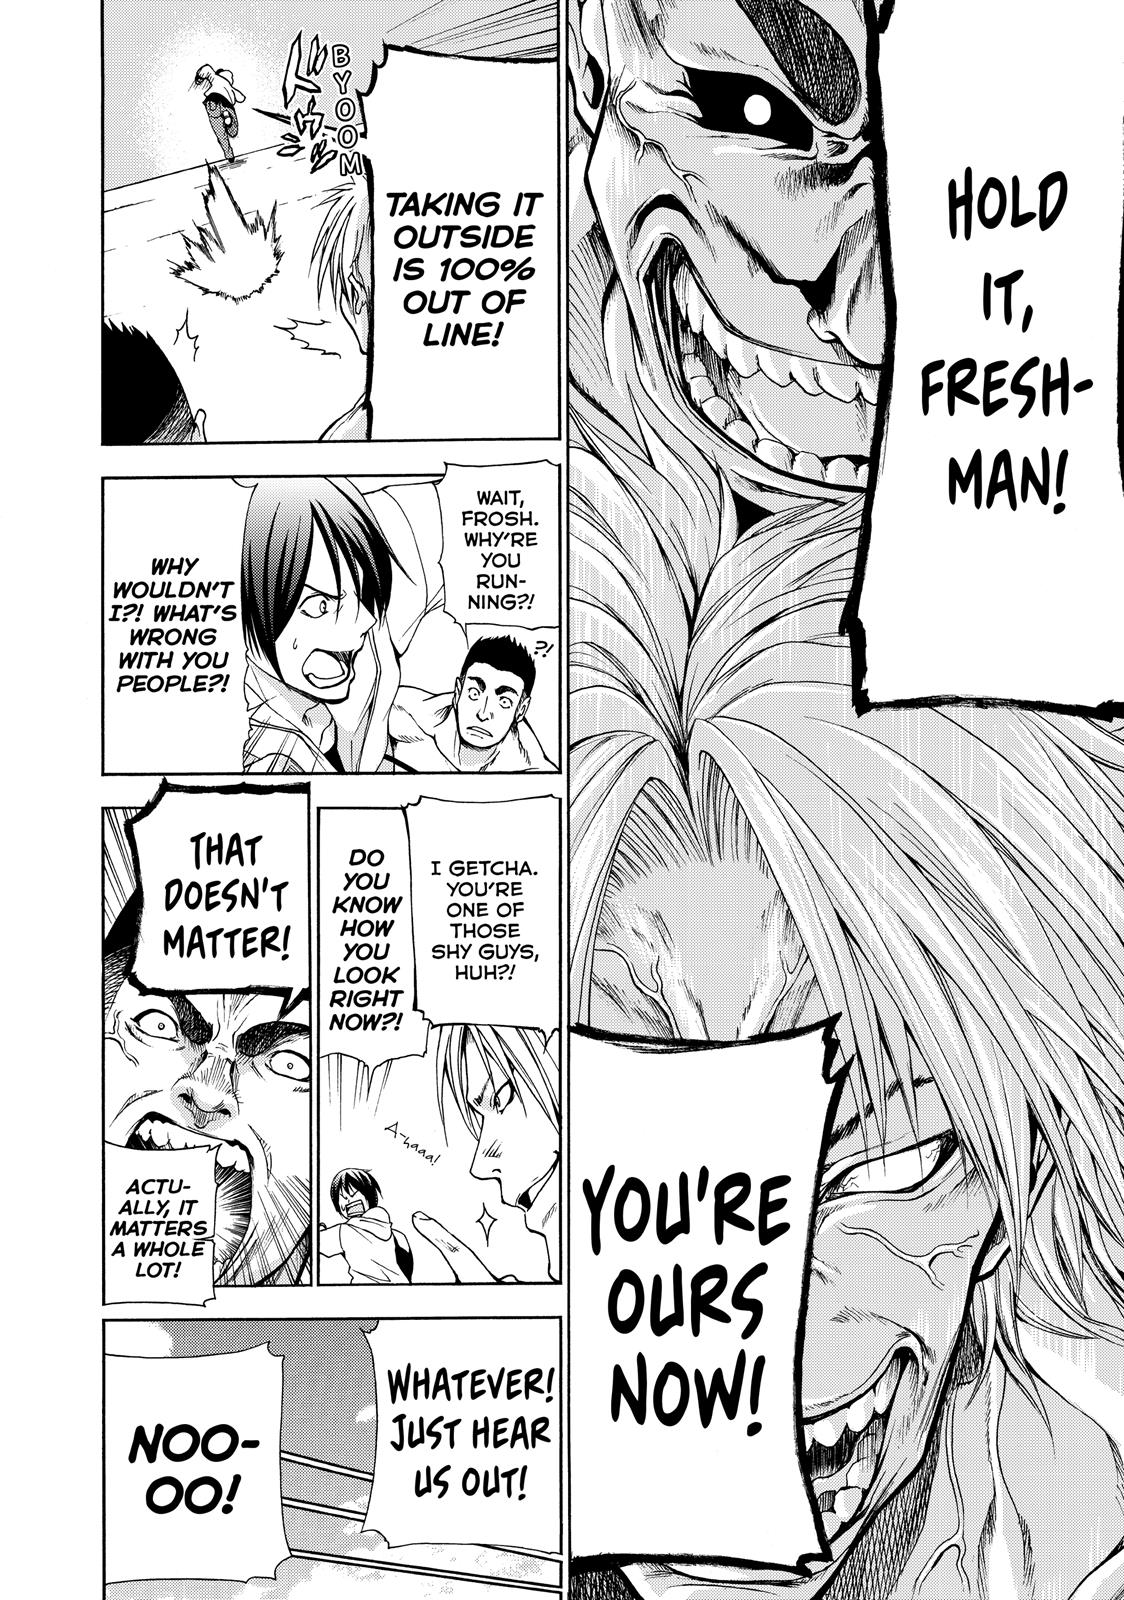 HOLD
IT,
FRESH-
MAN!
YOU'RE
OURS
NOW!
TAKING IT
OUTSIDE
IS 100%
OUT OF
LINE!
BYOOM
WAIT,
FROSH.
WHY'RE
YOU
RUN-
NING?!
?!
WHY
WOULDN'T
I?! WHAT'S
WRONG
WITH YOU
PEOPLE?!
I GETCHA.
YOU'RE
ONE OF
THOSE
SHY GUYS,
HUH?!
DO
YOU
KNOW
HOW
YOU
LOOK
RIGHT
NOW?!
A-haaa!
THAT
DOESN'T
MATTER!
ACTU-
ALLY, IT
MATTERS
A WHOLE
LOT!
WHATEVER!
JUST HEAR
US OUT!
NOO-
OO!